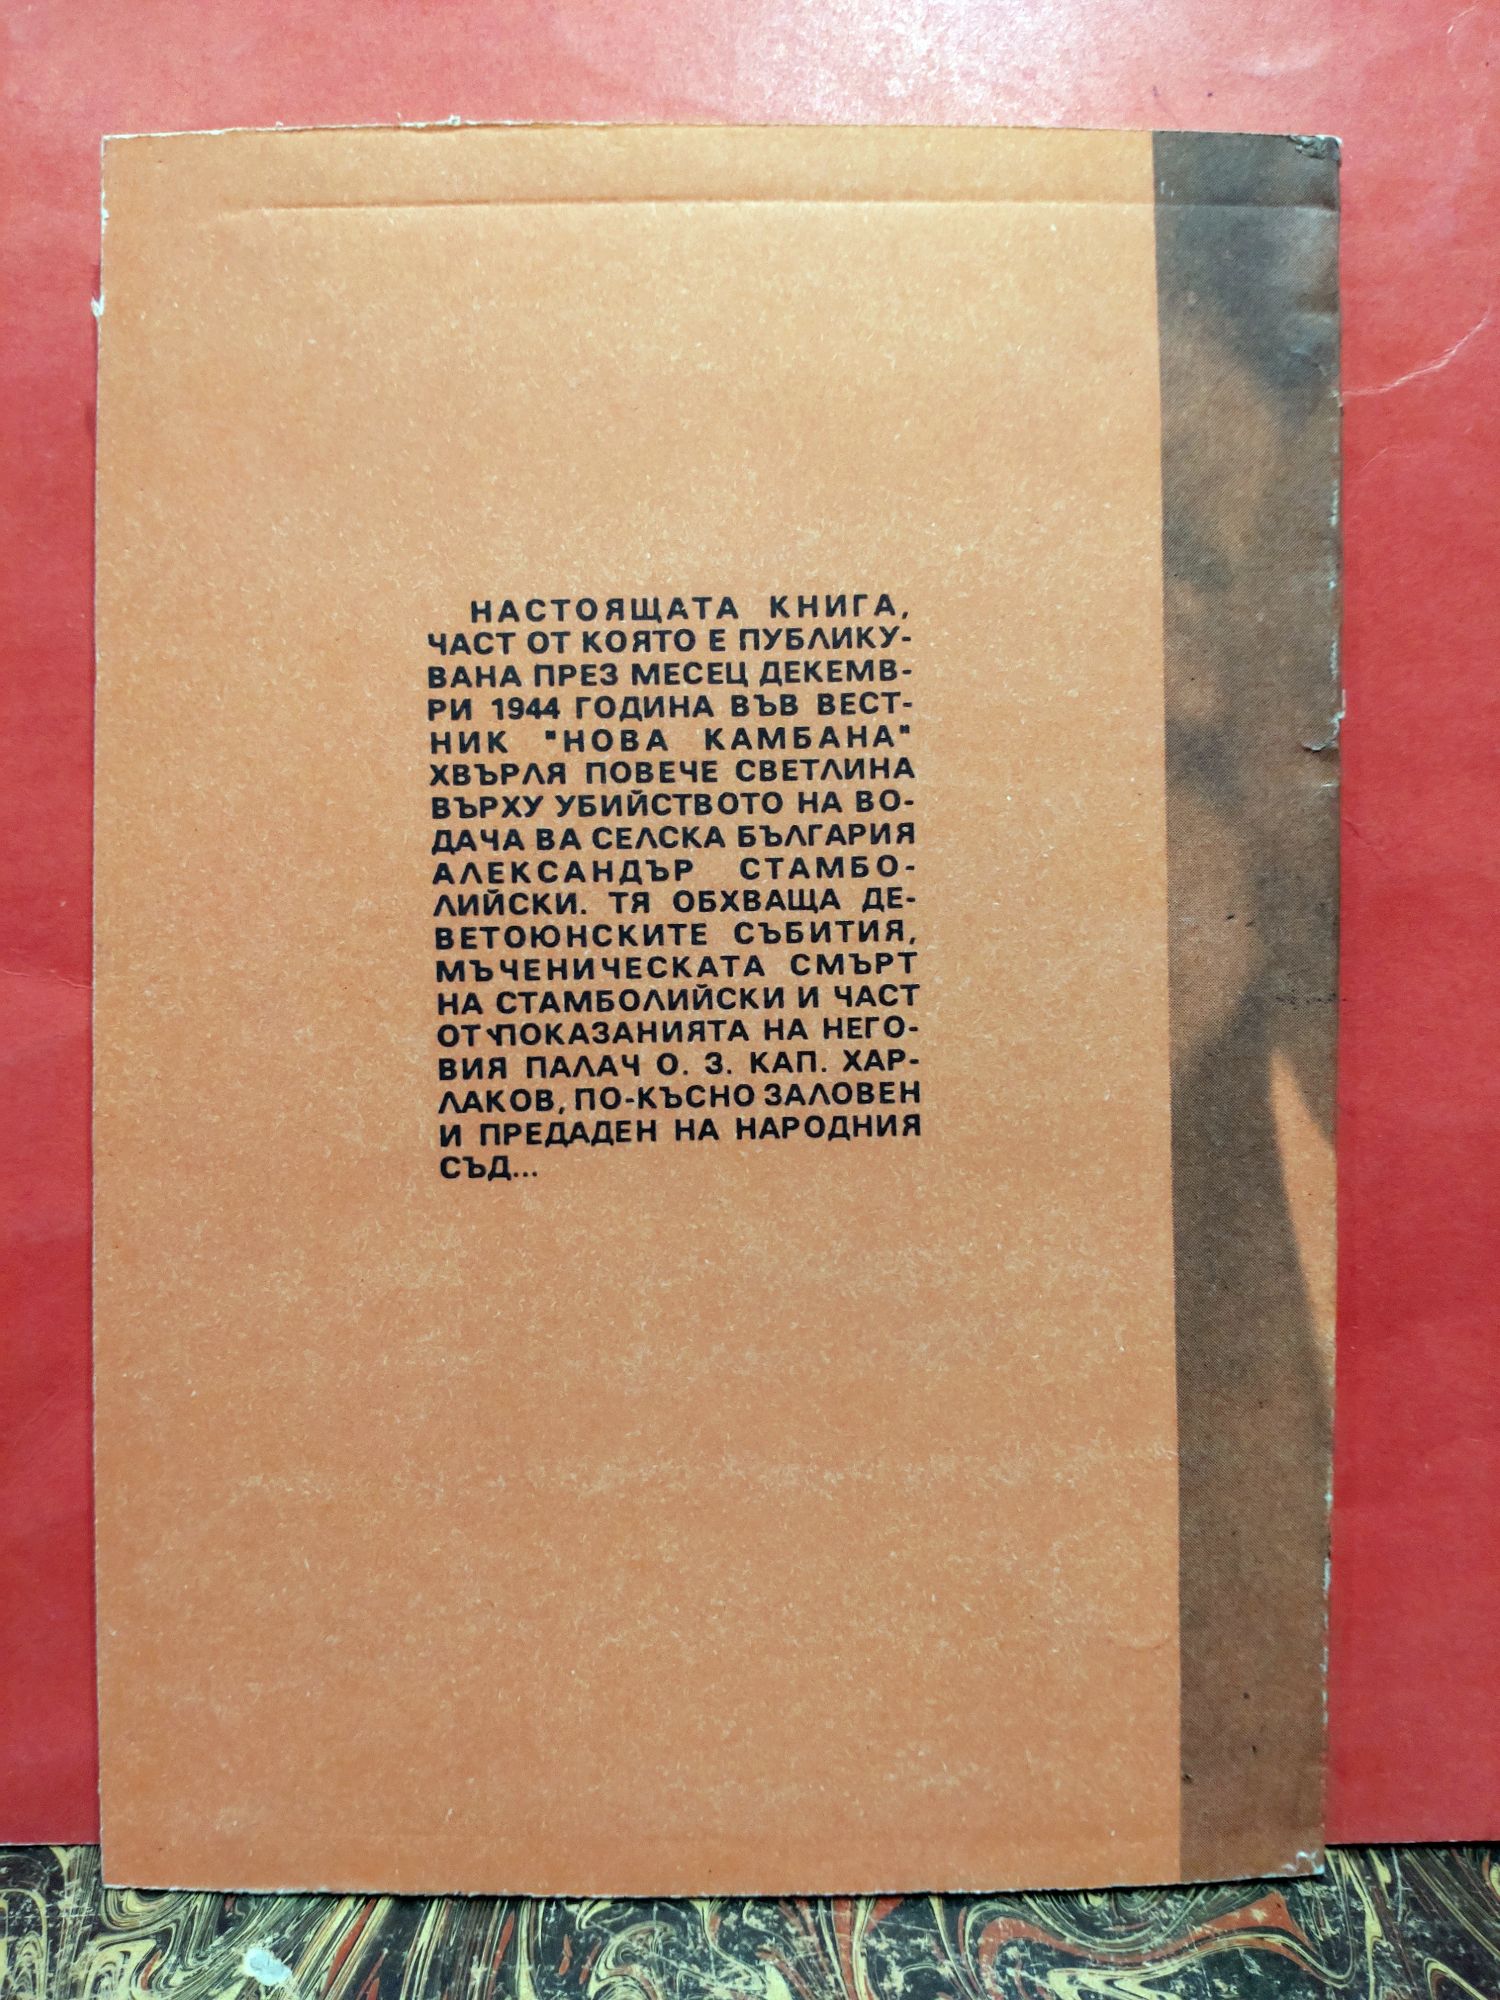 НАСТОЯЩАТА КНИГА,
ЧАСТ ОТ КОЯТО Е ПУБЛИКУ-
ВАНА ПРЕЗ МЕСЕЦ ДЕКЕМВ-
РИ 1944 ГОДИНА ВЪВ ВЕСТ-
НИК "НОВА КАМБАНА"
ХВЪРЛЯ ПОВЕЧЕ СВЕТЛИНА
ВЪРХУ УБИЙСТВОТО НА ВО-
ДАЧА ВА СЕЛСКА БЪЛГАРИЯ
АЛЕКСАНДЪР СТАМБО-
ЛИЙСКИ. ТЯ ОБХВАЩА ДЕ-
ВЕТОЮНСКИТЕ СЪБИТИЯ,
МЪЧЕНИЧЕСКАТА СМЪРТ
НА СТАМБОЛИЙСКИ И ЧАСТ
ОТ ПОКАЗАНИЯТА НА НЕГО-
ВИЯ ПАЛАЧ О. З. КАП. ХАР-
ЛАКОВ, ПО-КЪСНО ЗАЛОВЕН
И ПРЕДАДЕН НА НАРОДНИЯ
СЪД...